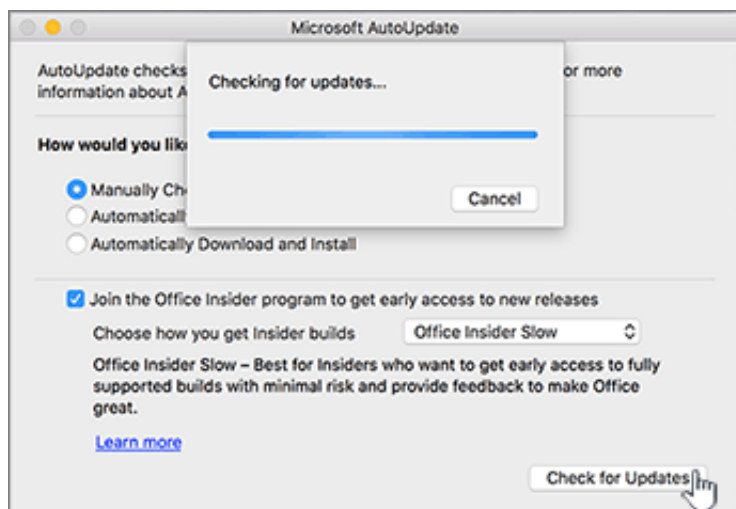 Microsoft AutoUpdate
AutoUpdate checks
or more
information about A
Checking for updates...
Cancel
How would you like
Manually Ch
Automatical
Automatically Download and Install
Join the Office Insider program to get early access to new releases
Choose how you get Insider builds
Office Insider Slow
Office Insider Slow – Best for Insiders who want to get early access to fully
supported builds with minimal risk and provide feedback to make Office
great.
Learn more
Check for Updates